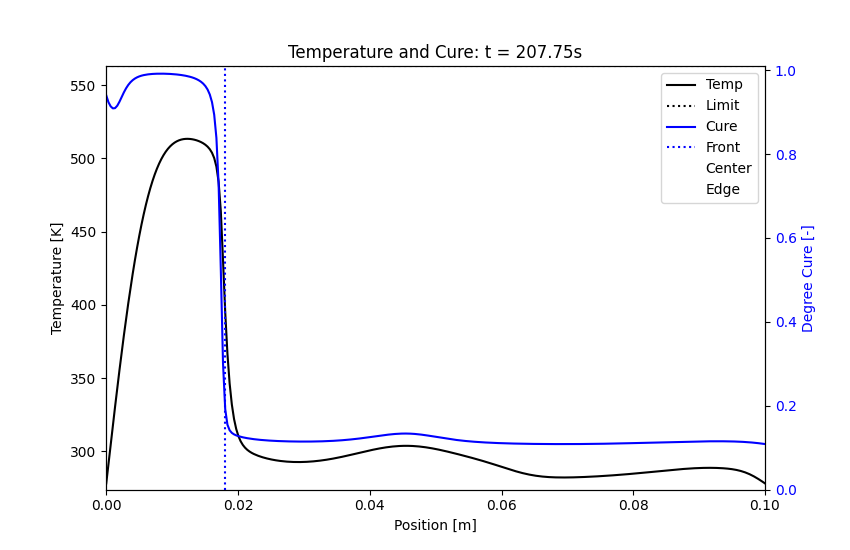 Temperature and Cure: t = 207.75s
Temp
Limit
Cure
Front
Center
Edge
550
500
450
400
350
300
Temperature [K]
1.0
0.8
0.6
0.4
0.2
0.0
Degree Cure [-]
0.00
0.02
0.04
0.06
0.08
0.10
Position [m]